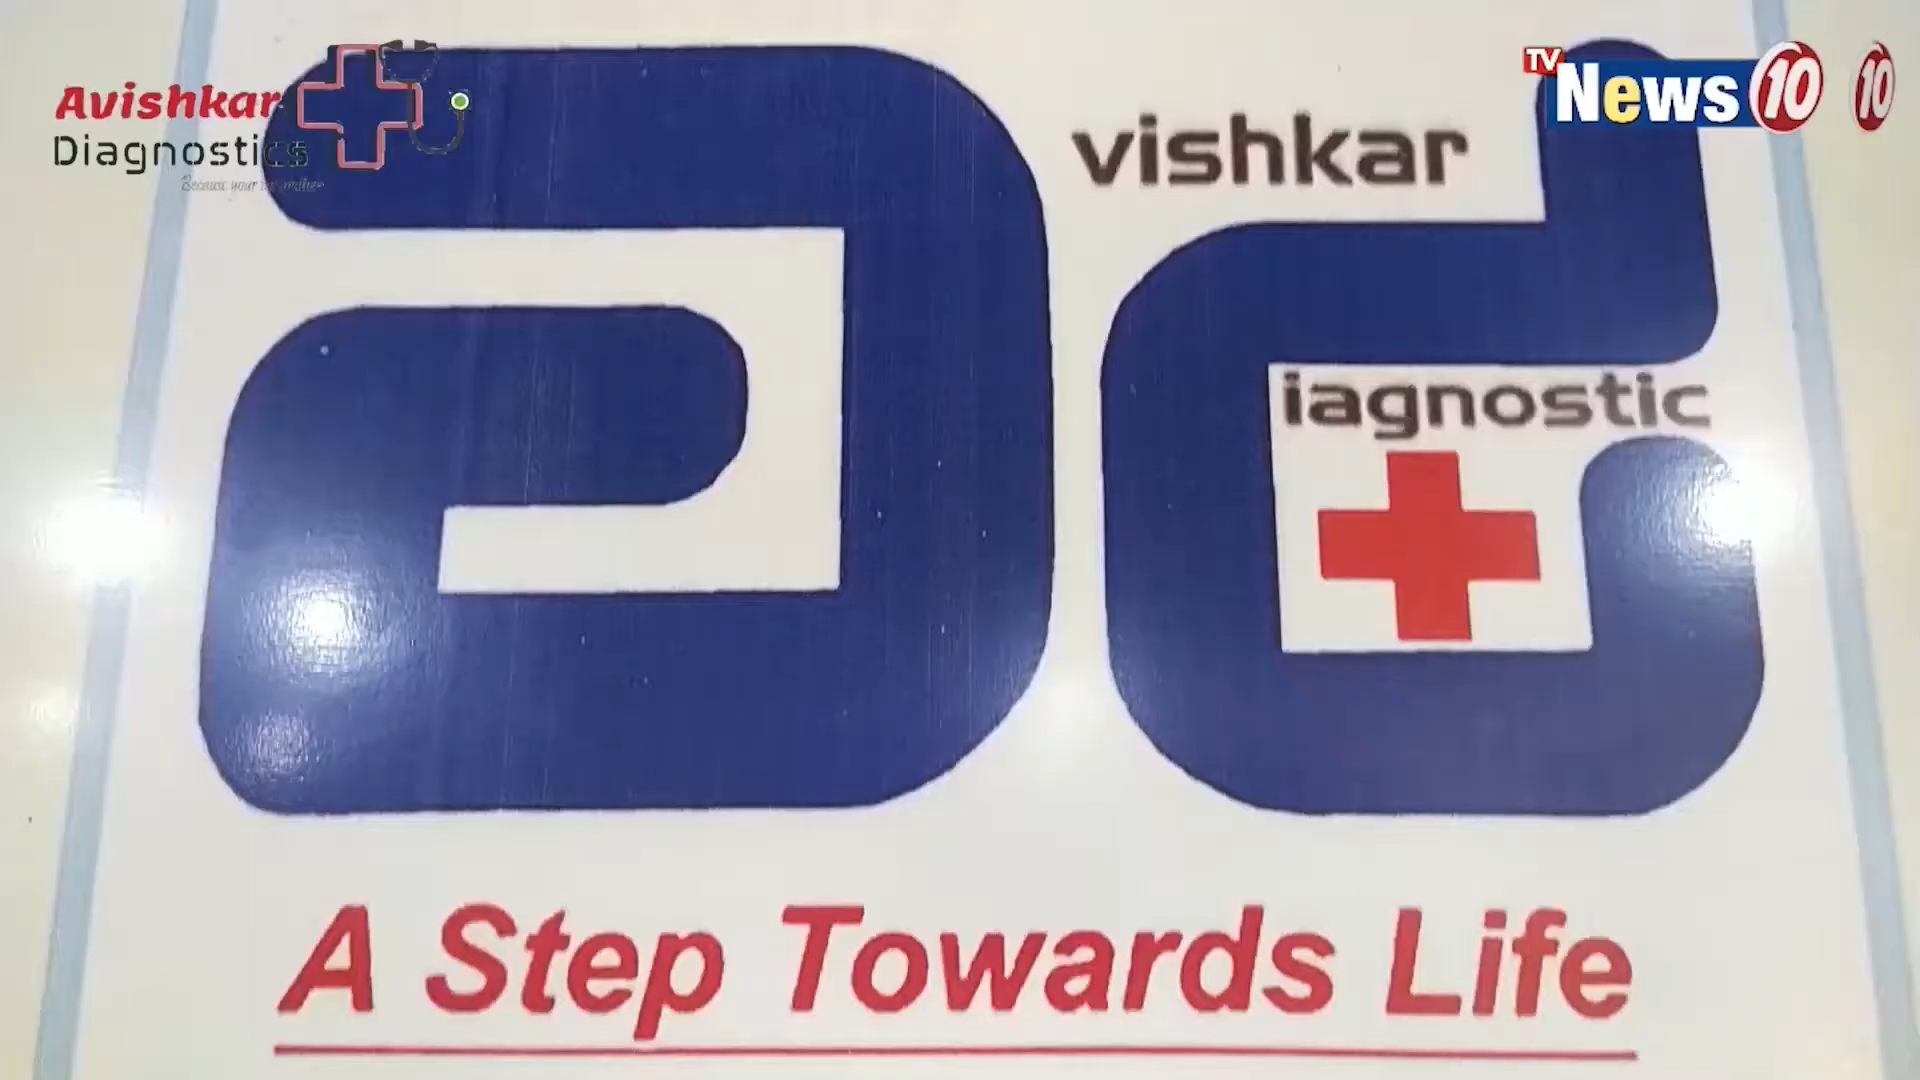 Avishkar
Diagnostics
TV News 10 10
a vishkar
d iagnostic
A Step Towards Life